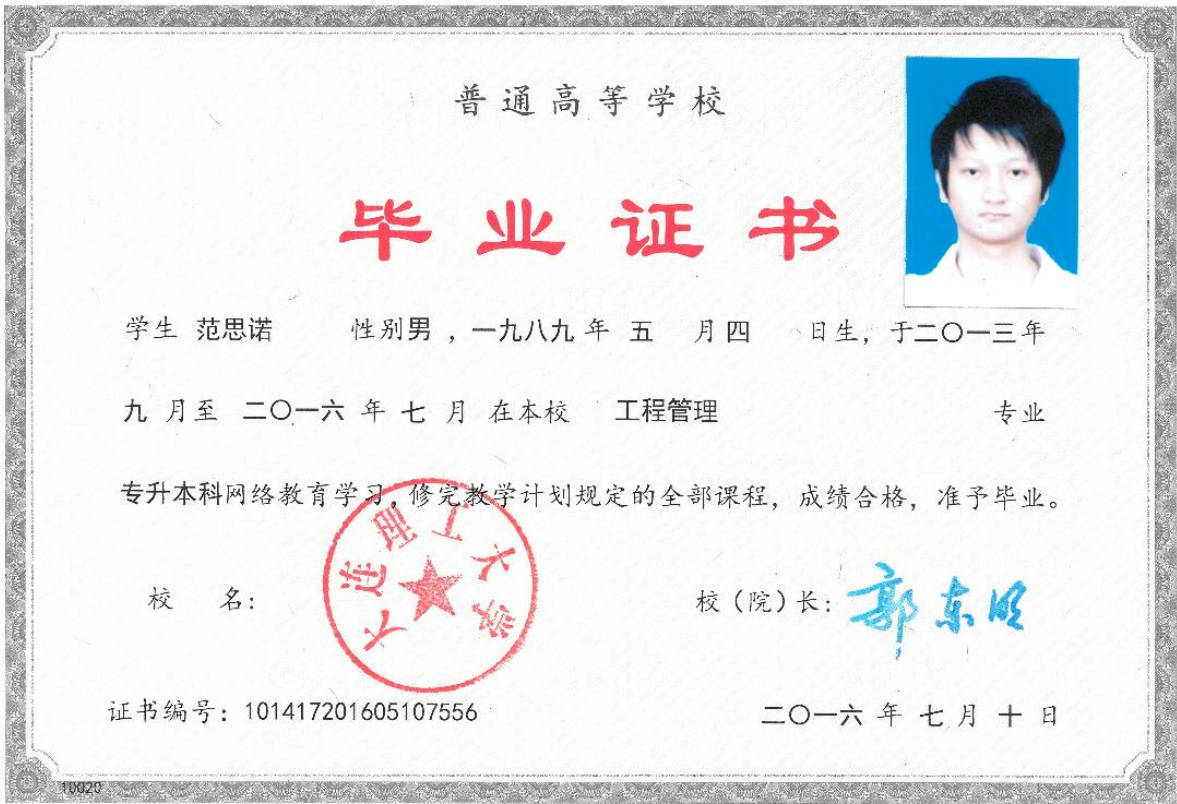 普通高等学校
毕业证书
学生 范思诺 性别男 ，一九八九 年 五 月四 日生，于二〇一三年
九 月至 二〇一六 年 七 月 在本校 工程管理 专业
专升本科网络教育学习，修完教学计划规定的全部课程，成绩合格，准予毕业。
大连理工大学
校 名：
校（院）长：郭东明
证书编号：101417201605107556
二〇一六 年 七 月 十 日
10020